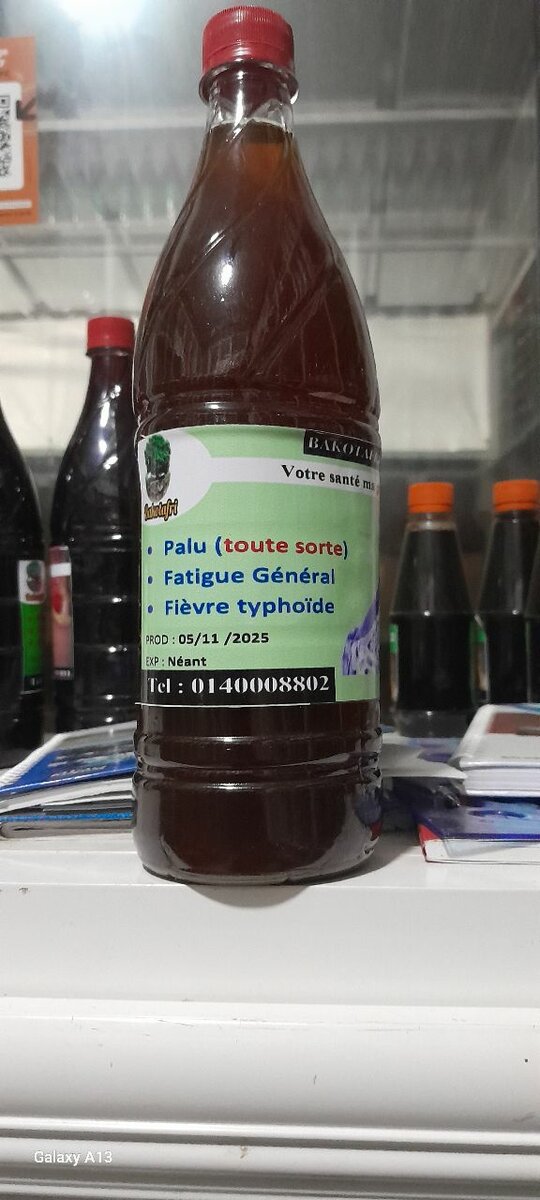 Bakotafri
Votre santé
• Palu (toute sorte)
• Fatigue Général
• Fièvre typhoïde
PROD : 05/11 /2025
EXP : Néant
Tel : 0140008802
Galaxy A13